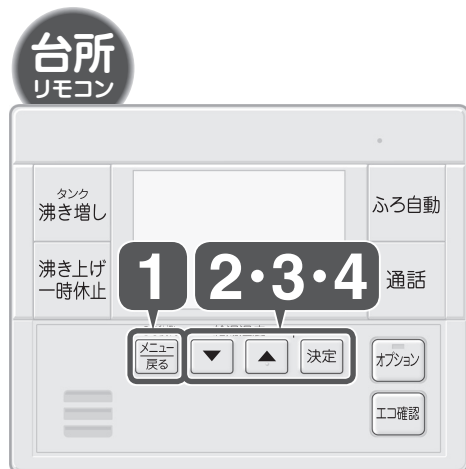 台所
リモコン
タンク
沸き増し
ふろ自動
沸き上げ
一時休止
1
2・3・4
通話
メニュー
戻る
▼
▲
決定
オプション
エコ確認